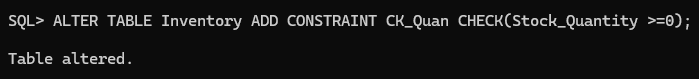 SQL> ALTER TABLE Inventory ADD CONSTRAINT CK_Quan CHECK(Stock_Quantity >=0);
Table altered.